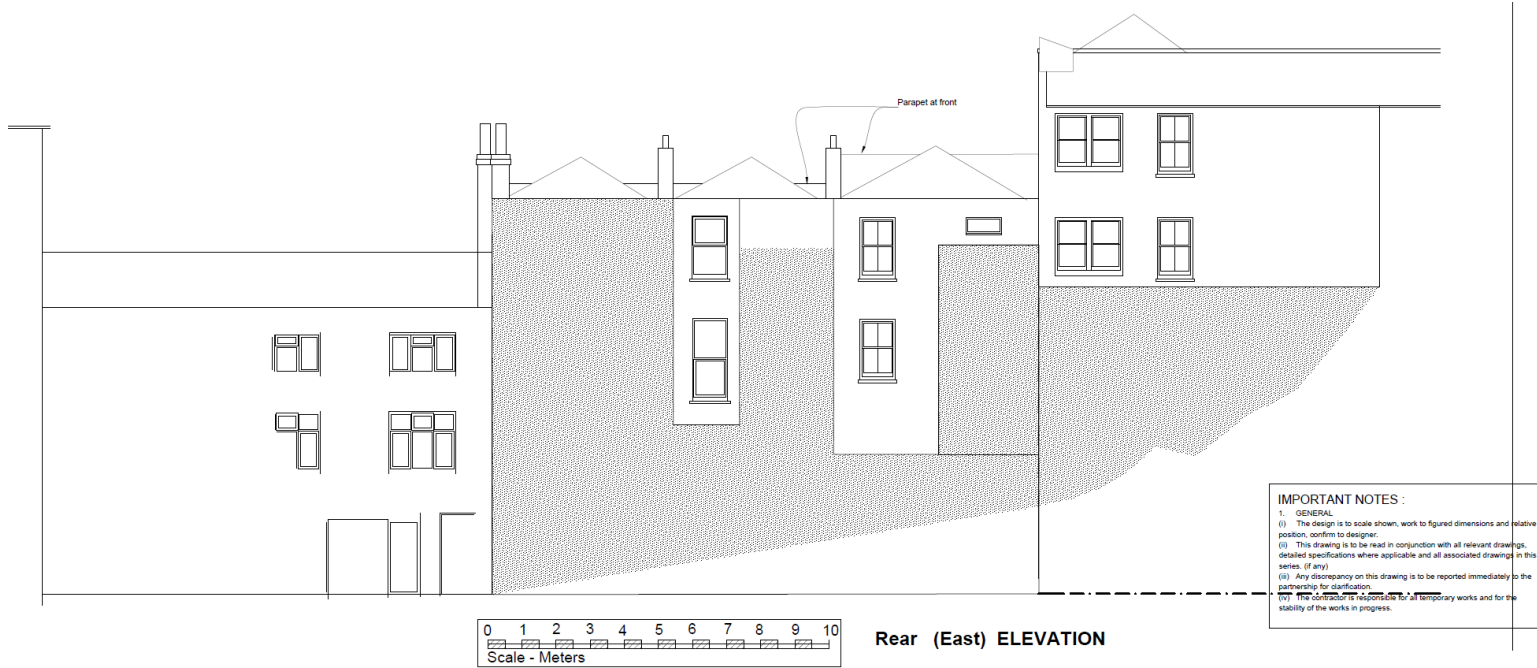 Parapet at front
IMPORTANT NOTES :
1. GENERAL
(i) The design is to scale shown, work to figured dimensions and relative
position, confirm to designer.
(ii) This drawing is to be read in conjunction with all relevant drawings,
detailed specifications where applicable and all associated drawings in this
series. (if any)
(iii) Any discrepancy on this drawing is to be reported immediately to the
partnership for clarification.
(iv) The contractor is responsible for all temporary works and for the
stability of the works in progress.
0 1 2 3 4 5 6 7 8 9 10
Scale - Meters
Rear (East) ELEVATION